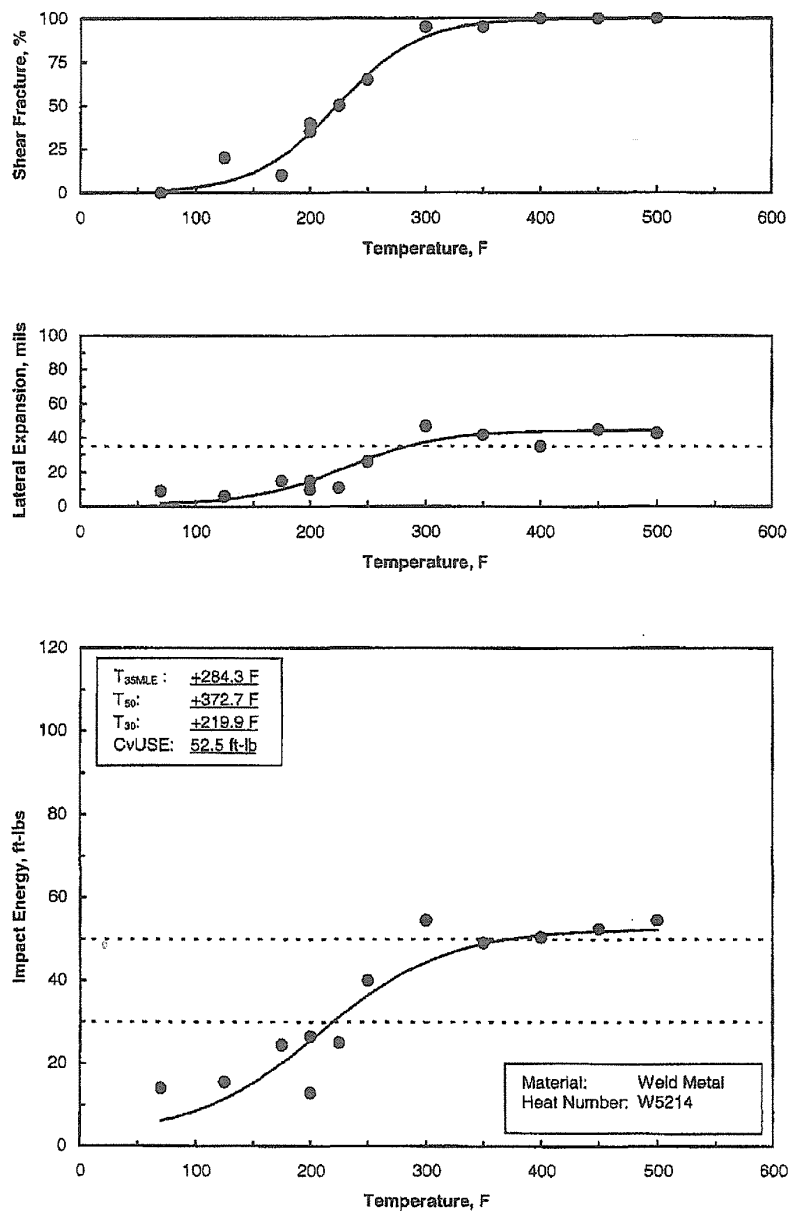 100
75
50
25
0
Shear Fracture, %
0 100 200 300 400 500 600
Temperature, F
100
80
60
40
20
0
Lateral Expansion, mils
0 100 200 300 400 500 600
Temperature, F
120
100
80
60
40
20
0
Impact Energy, ft-lbs
T35MLE : +284.3 F
T50: +372.7 F
T30: +219.9 F
CvUSE: 52.5 ft-lb
Material: Weld Metal
Heat Number: W5214
0 100 200 300 400 500 600
Temperature, F